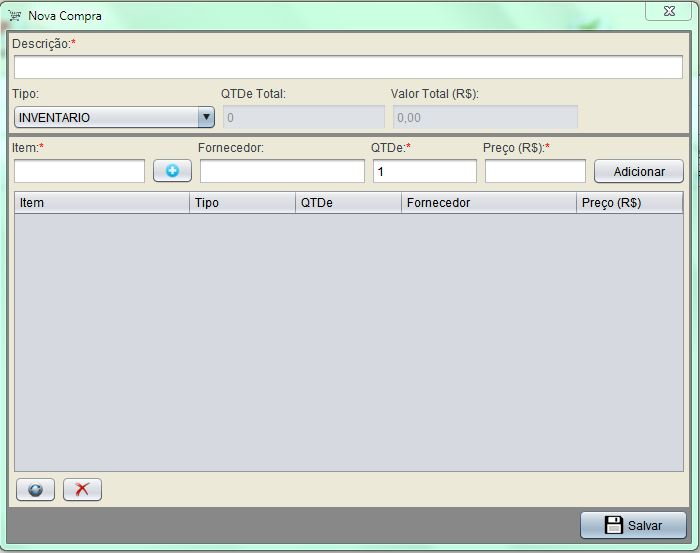 Nova Compra
Descrição:*
Tipo: QTDe Total: Valor Total (R$):
INVENTARIO 0 0,00
Item:* Fornecedor: QTDe:* Preço (R$):*
1 Adicionar
Item Tipo QTDe Fornecedor Preço (R$)
Salvar